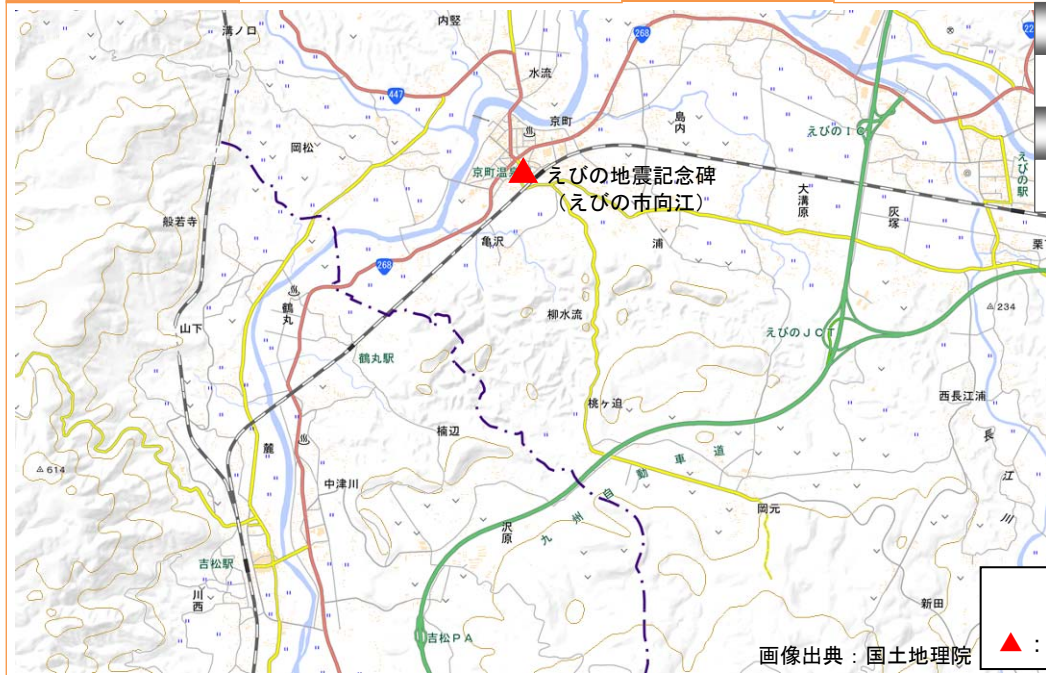 溝ノ口
内竪
268
22
水流
447
京町
島内
えびのIC
岡松
京町温泉
えびの地震記念碑
（えびの市向江）
えびの駅
大溝原
灰塚
般若寺
亀沢
浦
栗
268
鶴丸
柳水流
234
山下
えびのJCT
鶴丸駅
桃ヶ迫
西長江浦
楠辺
麓
長江川
614
中津川
九州自動車道
沢原
岡元
吉松駅
川西
新田
吉松PA
画像出典：国土地理院
▲：